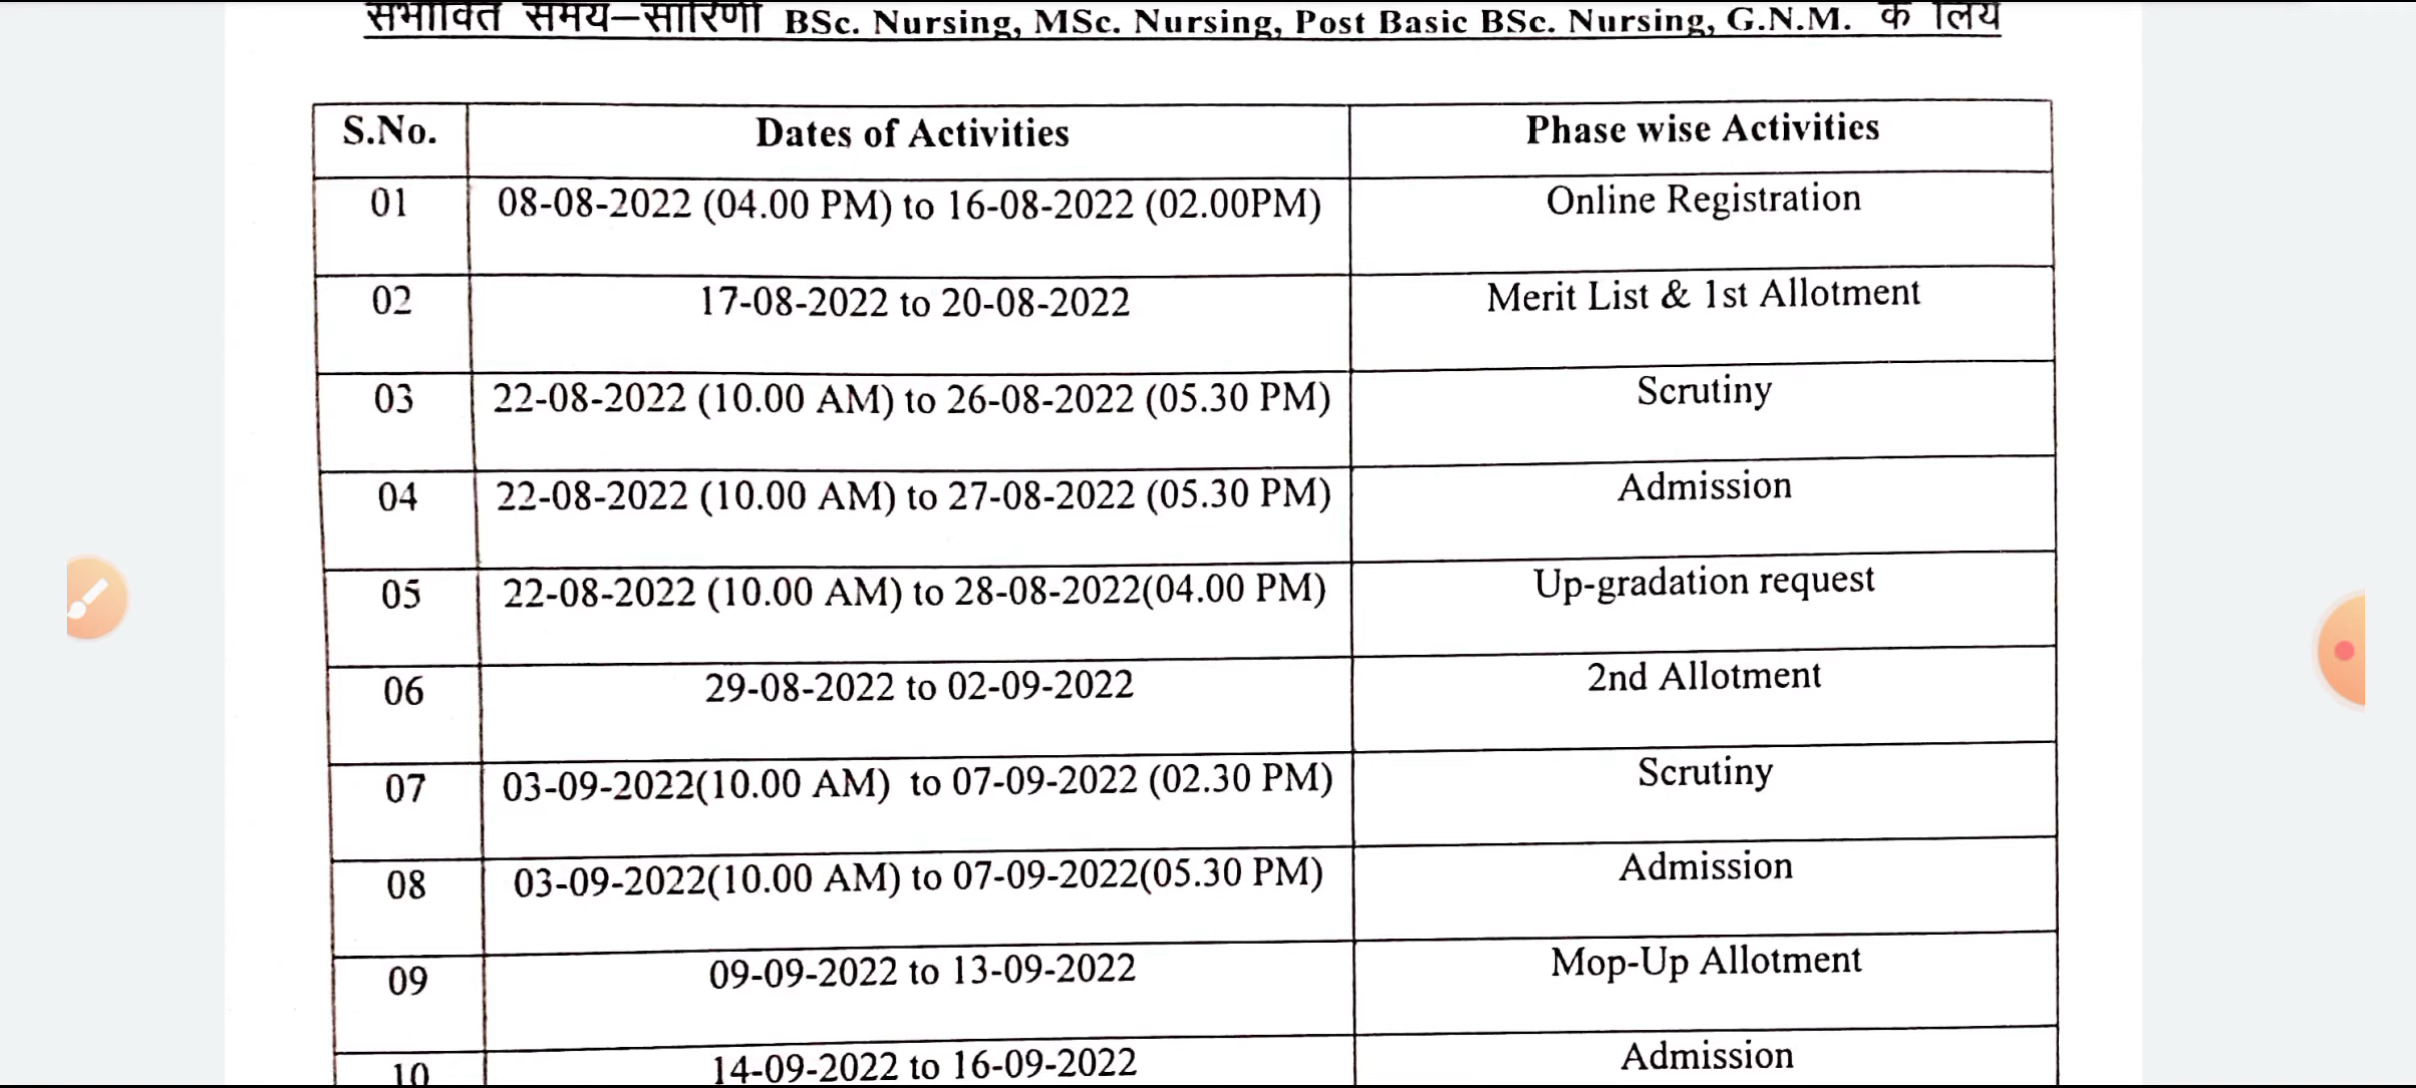 संभावित समय–सारिणी BSc. Nursing, MSc. Nursing, Post Basic BSc. Nursing, G.N.M. के लिये
S.No. Dates of Activities Phase wise Activities
01 08-08-2022 (04.00 PM) to 16-08-2022 (02.00PM) Online Registration
02 17-08-2022 to 20-08-2022 Merit List & 1st Allotment
03 22-08-2022 (10.00 AM) to 26-08-2022 (05.30 PM) Scrutiny
04 22-08-2022 (10.00 AM) to 27-08-2022 (05.30 PM) Admission
05 22-08-2022 (10.00 AM) to 28-08-2022(04.00 PM) Up-gradation request
06 29-08-2022 to 02-09-2022 2nd Allotment
07 03-09-2022(10.00 AM) to 07-09-2022 (02.30 PM) Scrutiny
08 03-09-2022(10.00 AM) to 07-09-2022(05.30 PM) Admission
09 09-09-2022 to 13-09-2022 Mop-Up Allotment
10 14-09-2022 to 16-09-2022 Admission